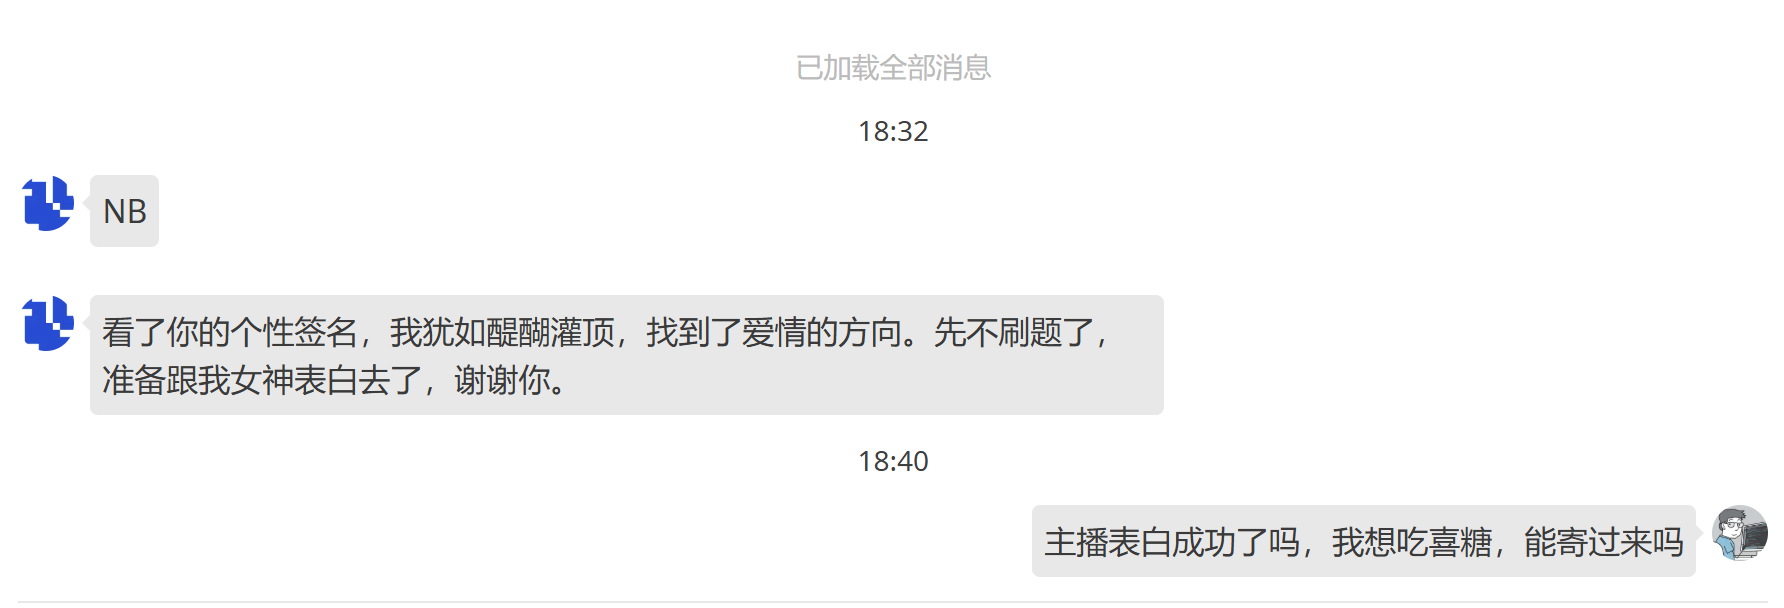 已加载全部消息
18:32
NB
看了你的个性签名，我犹如醍醐灌顶，找到了爱情的方向。先不刷题了，
准备跟我女神表白去了，谢谢你。
18:40
主播表白成功了吗，我想吃喜糖，能寄过来吗